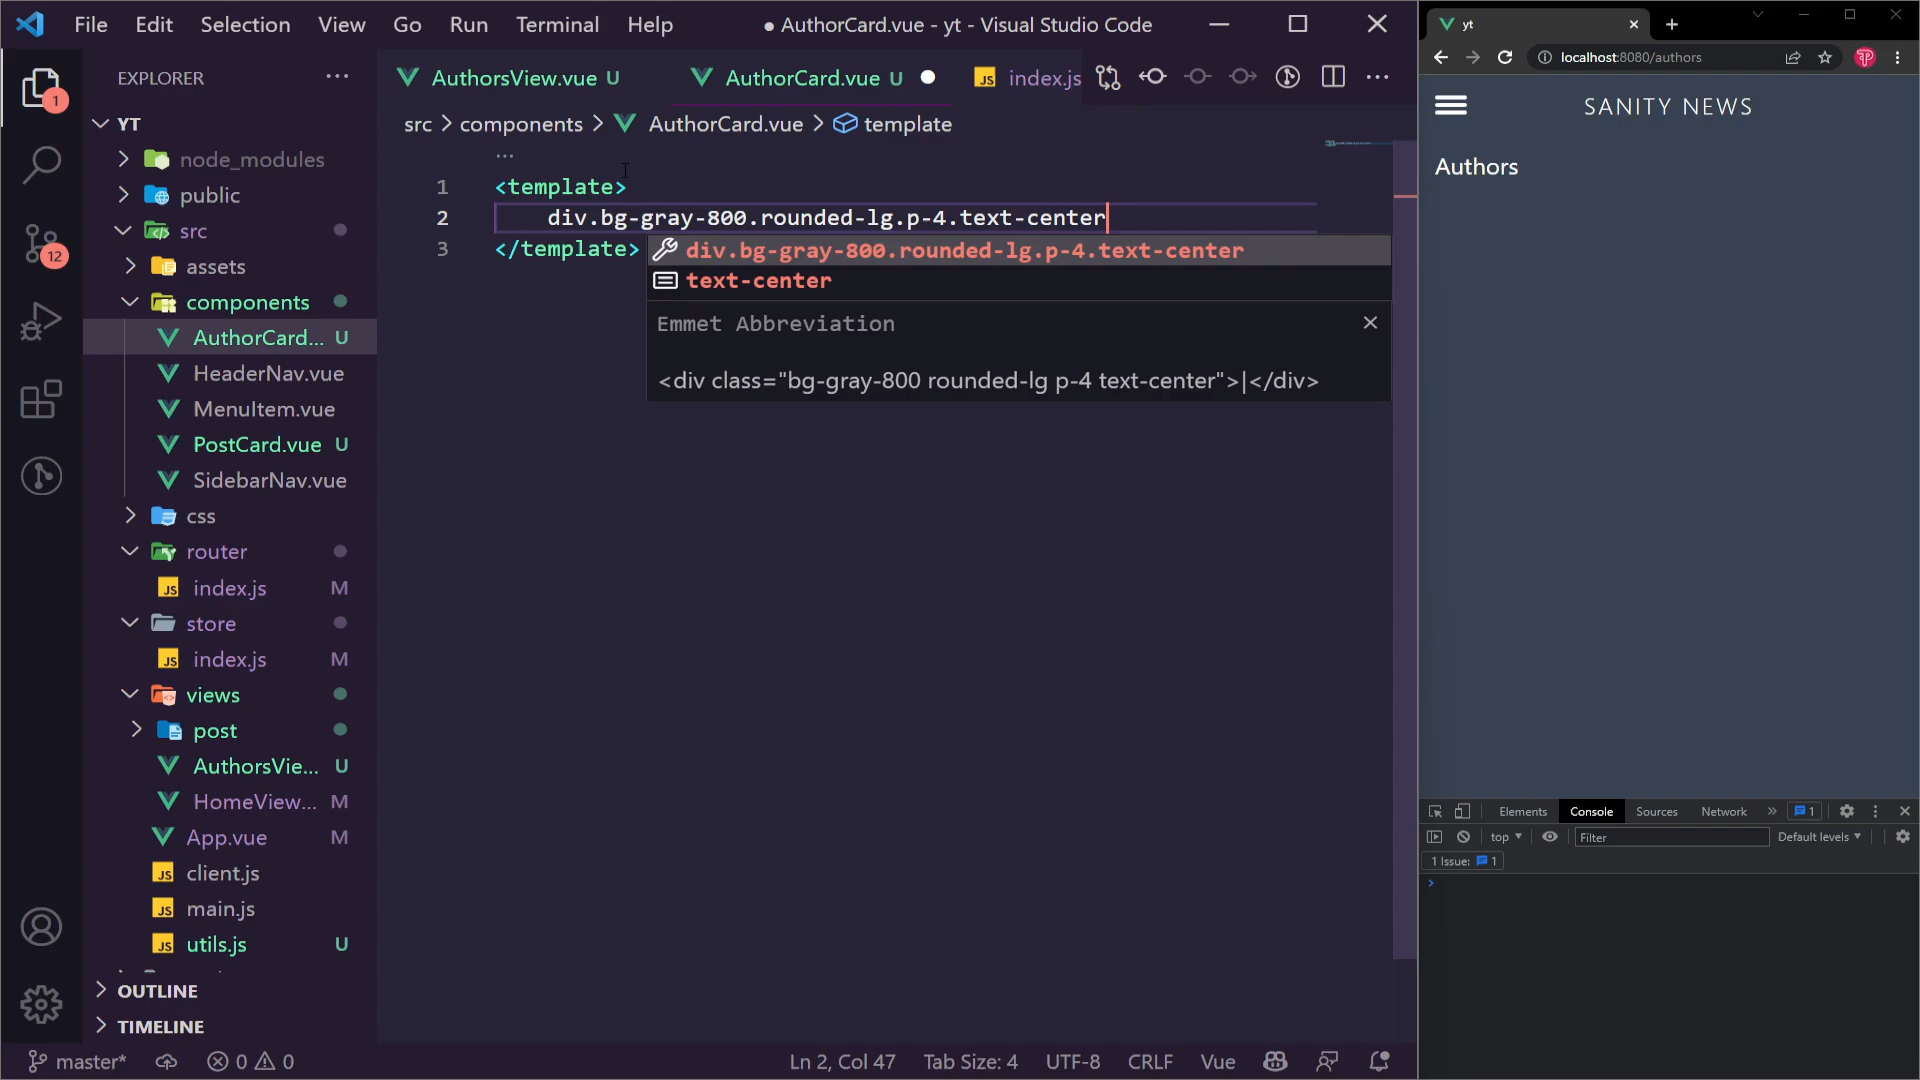 File Edit Selection View Go Run Terminal Help
● AuthorCard.vue - yt - Visual Studio Code
EXPLORER
YT
node_modules
public
src
assets
components
AuthorCard... U
HeaderNav.vue
MenuItem.vue
PostCard.vue U
SidebarNav.vue
css
router
index.js M
store
index.js M
views
post
AuthorsVie... U
HomeView... M
App.vue M
client.js
main.js
utils.js U
OUTLINE
TIMELINE
1
12
AuthorsView.vue U
AuthorCard.vue U
index.js
src > components > AuthorCard.vue > template
1 <template>
2 div.bg-gray-800.rounded-lg.p-4.text-center
3 </template>
div.bg-gray-800.rounded-lg.p-4.text-center
text-center
Emmet Abbreviation
<div class="bg-gray-800 rounded-lg p-4 text-center">|</div>
master*
0 0
Ln 2, Col 47 Tab Size: 4 UTF-8 CRLF Vue
yt
localhost:8080/authors
SANITY NEWS
Authors
Elements Console Sources Network » 1
top Filter Default levels
1 Issue: 1